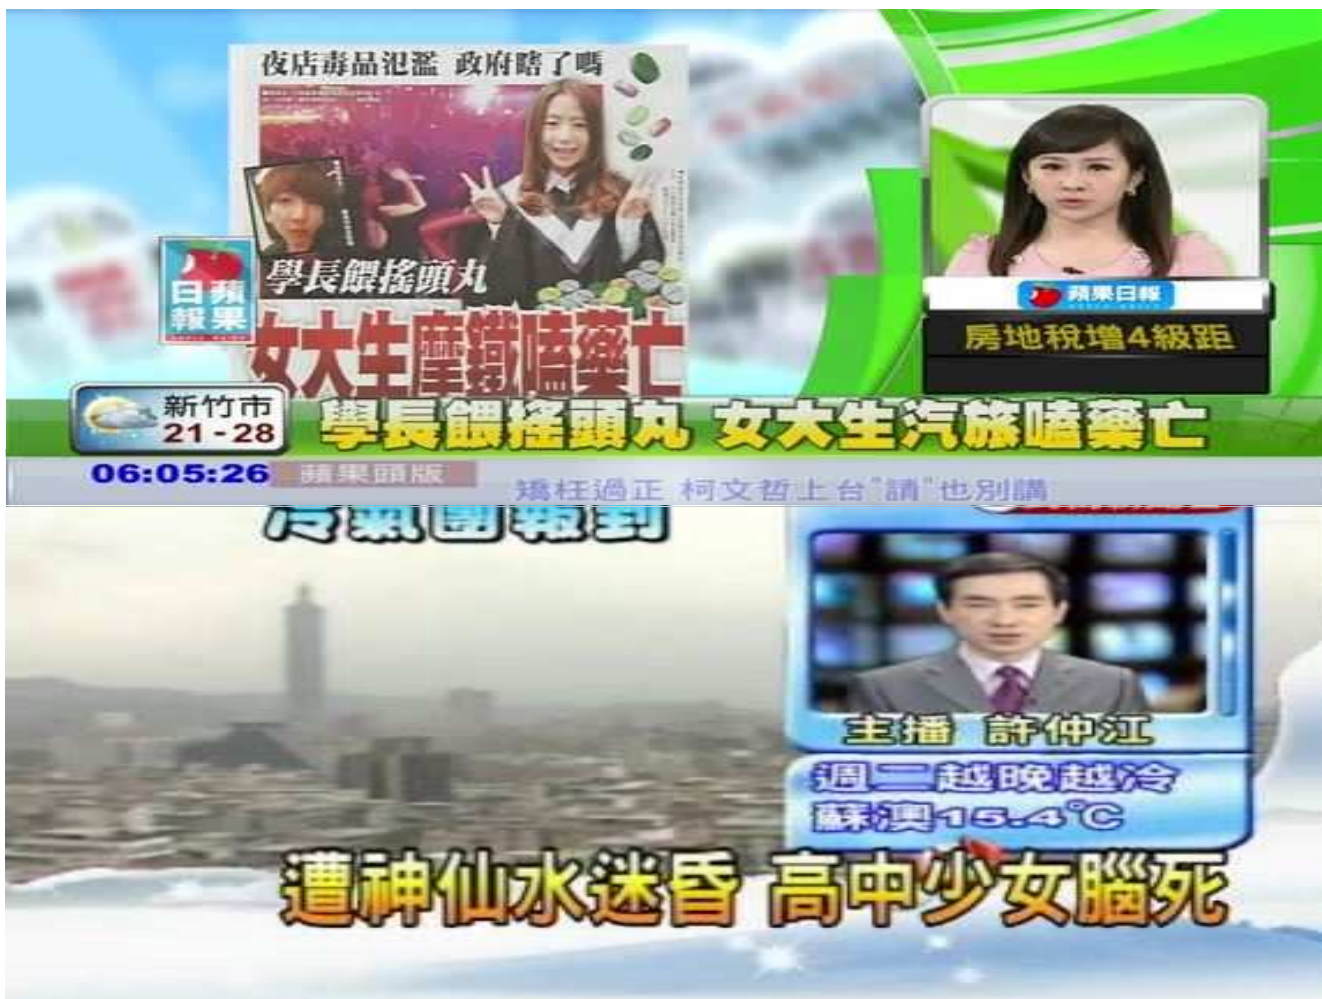 夜店毒品氾濫 政府瞎了嗎
學長餵搖頭丸
女大生摩鐵嗑藥亡
蘋果日報
蘋果日報
房地稅增4級距
新竹市
21-28
學長餵搖頭丸 女大生汽旅嗑藥亡
06:05:26
蘋果頭版
矯枉過正 柯文哲上台"請"也別講
冷氣團報到
主播 許仲江
週二越晚越冷
蘇澳15.4℃
遭神仙水迷昏 高中少女腦死